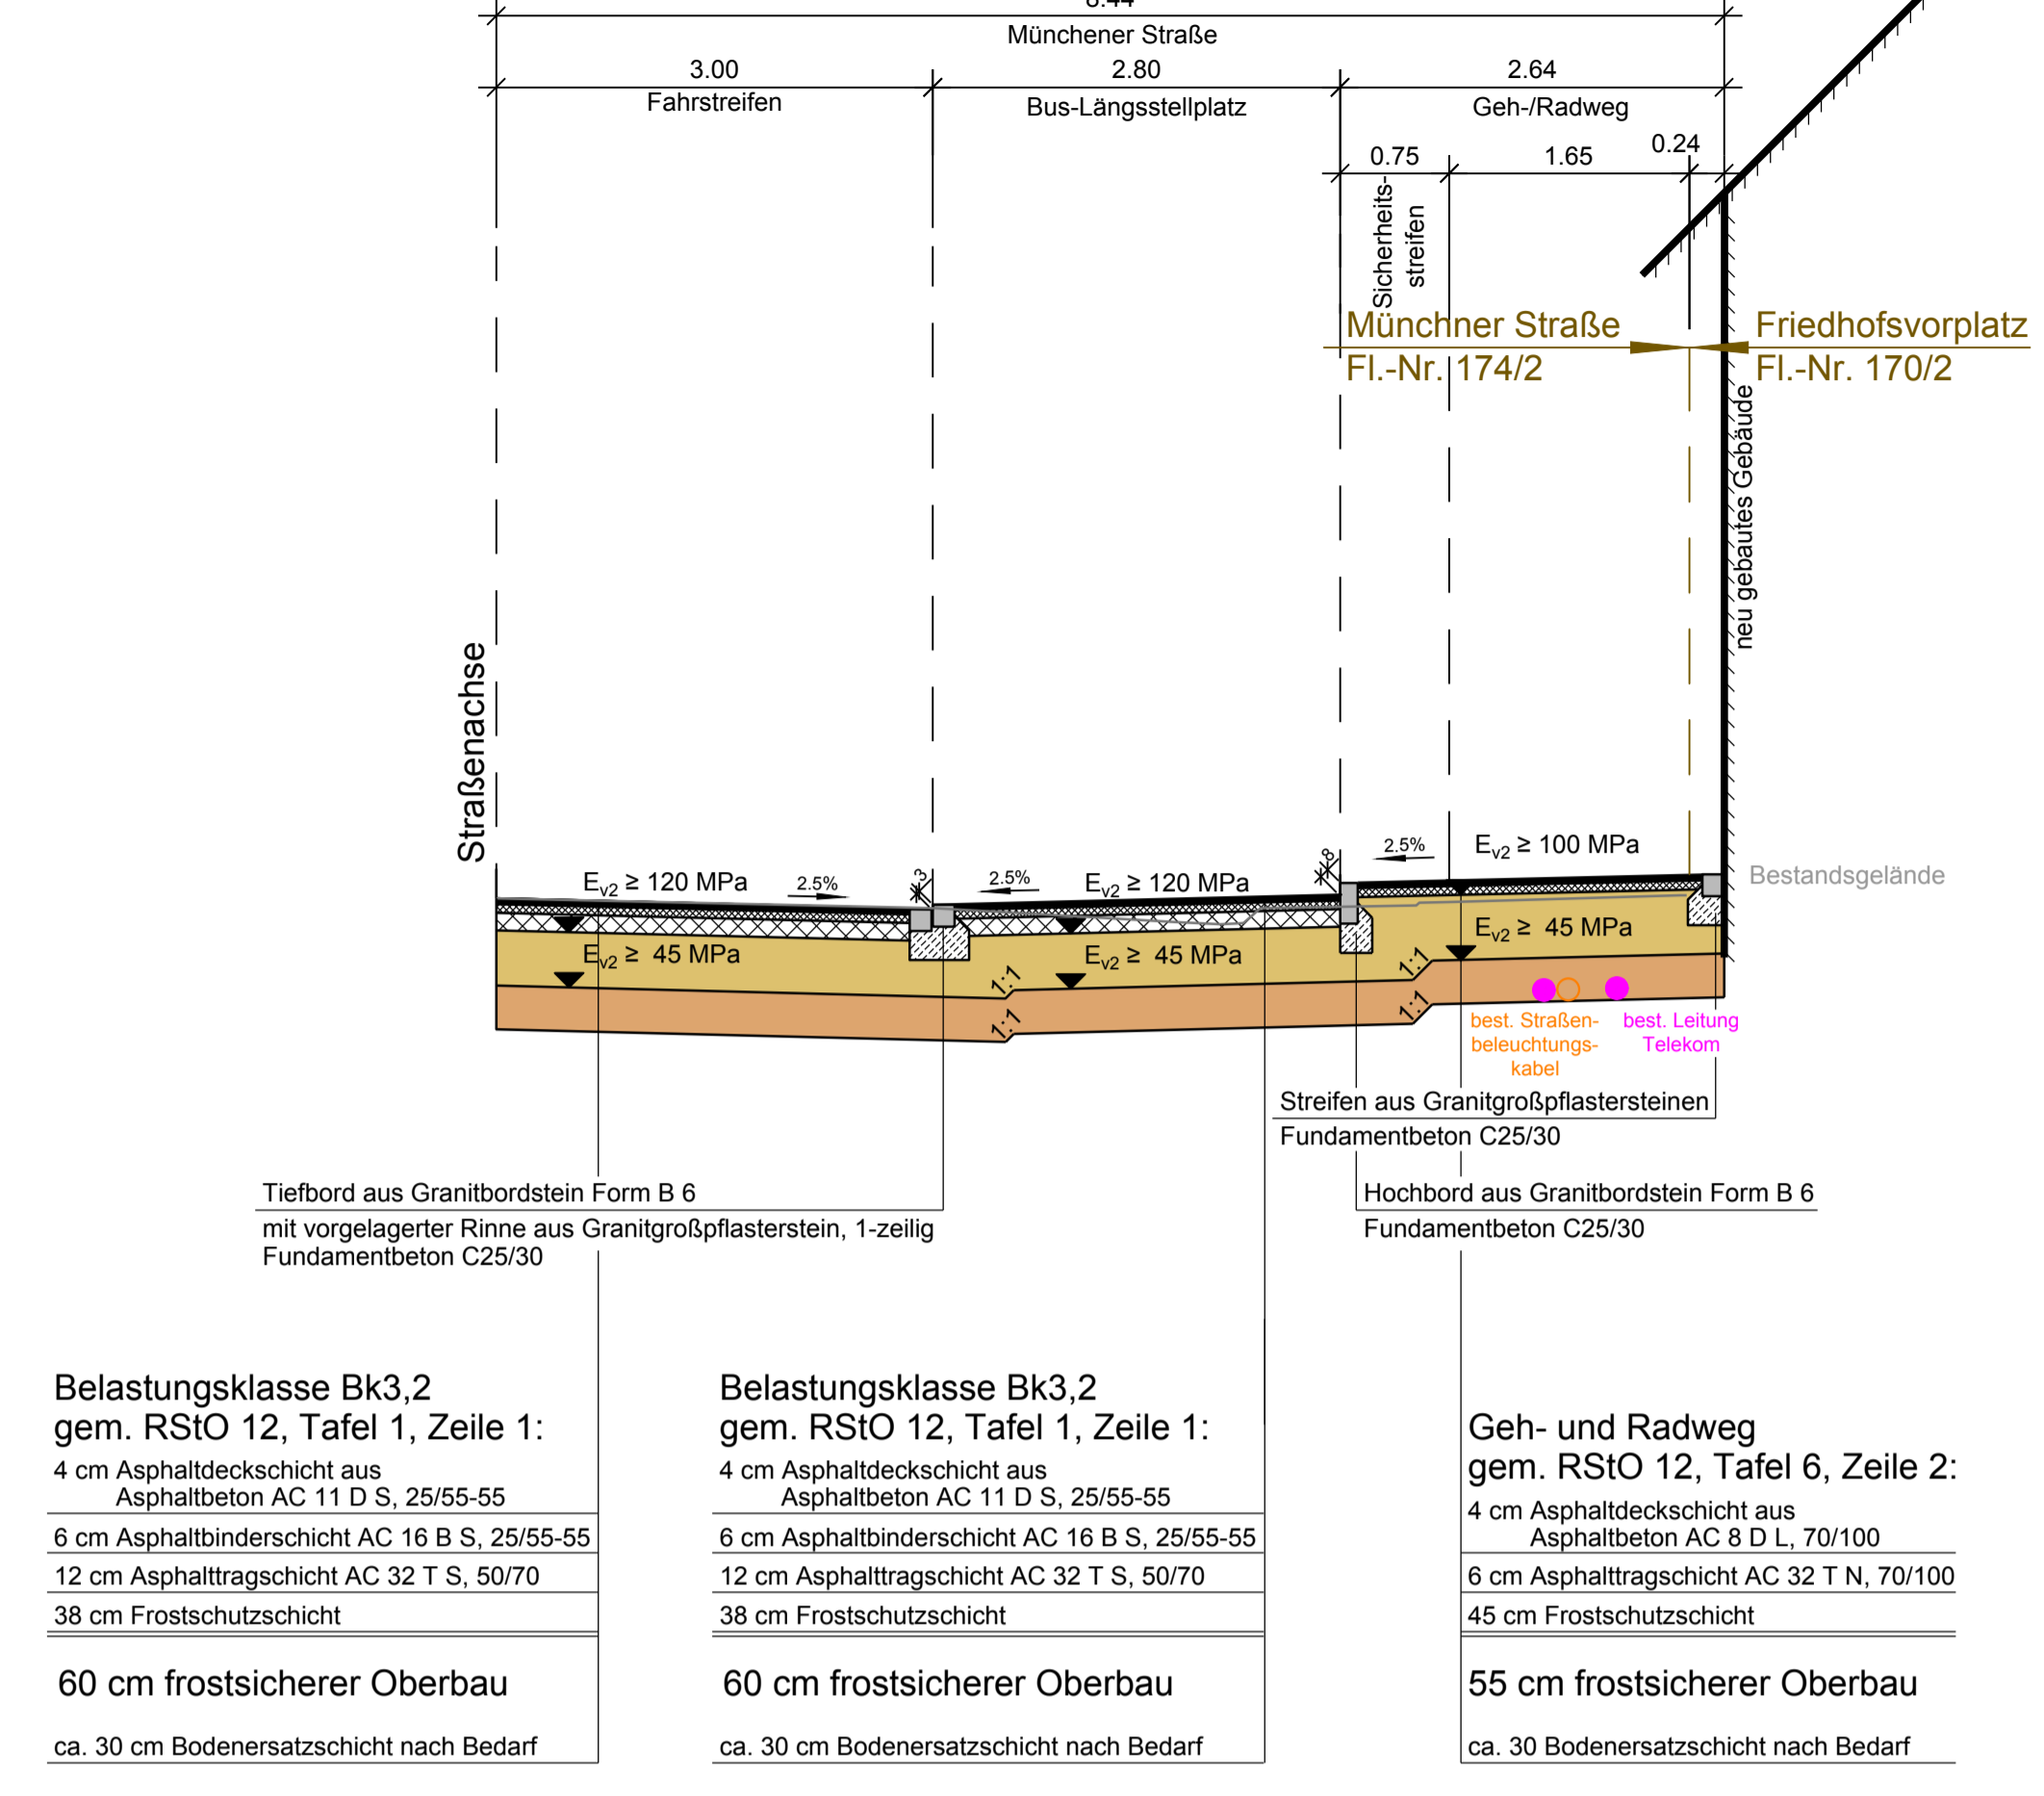 8.44
Münchener Straße
3.00
2.80
2.64
Fahrstreifen
Bus-Längsstellplatz
Geh-/Radweg
0.75
1.65
0.24
Sicherheits-
streifen
Münchner Straße
Friedhofsvorplatz
Fl.-Nr. 174/2
Fl.-Nr. 170/2
neu gebautes Gebäude
Straßenachse
Ev2 ≥ 120 MPa
2.5%
3
2.5%
Ev2 ≥ 120 MPa
8
2.5%
Ev2 ≥ 100 MPa
Bestandsgelände
Ev2 ≥ 45 MPa
Ev2 ≥ 45 MPa
Ev2 ≥ 45 MPa
1:1
1:1
1:1
1:1
best. Straßen-
beleuchtungs-
kabel
best. Leitung
Telekom
Streifen aus Granitgroßpflastersteinen
Fundamentbeton C25/30
Tiefbord aus Granitbordstein Form B 6
mit vorgelagerter Rinne aus Granitgroßpflasterstein, 1-zeilig
Fundamentbeton C25/30
Hochbord aus Granitbordstein Form B 6
Fundamentbeton C25/30
Belastungsklasse Bk3,2
gem. RStO 12, Tafel 1, Zeile 1:
4 cm Asphaltdeckschicht aus
Asphaltbeton AC 11 D S, 25/55-55
6 cm Asphaltbinderschicht AC 16 B S, 25/55-55
12 cm Asphalttragschicht AC 32 T S, 50/70
38 cm Frostschutzschicht
60 cm frostsicherer Oberbau
ca. 30 cm Bodenersatzschicht nach Bedarf
Belastungsklasse Bk3,2
gem. RStO 12, Tafel 1, Zeile 1:
4 cm Asphaltdeckschicht aus
Asphaltbeton AC 11 D S, 25/55-55
6 cm Asphaltbinderschicht AC 16 B S, 25/55-55
12 cm Asphalttragschicht AC 32 T S, 50/70
38 cm Frostschutzschicht
60 cm frostsicherer Oberbau
ca. 30 cm Bodenersatzschicht nach Bedarf
Geh- und Radweg
gem. RStO 12, Tafel 6, Zeile 2:
4 cm Asphaltdeckschicht aus
Asphaltbeton AC 8 D L, 70/100
6 cm Asphalttragschicht AC 32 T N, 70/100
45 cm Frostschutzschicht
55 cm frostsicherer Oberbau
ca. 30 Bodenersatzschicht nach Bedarf